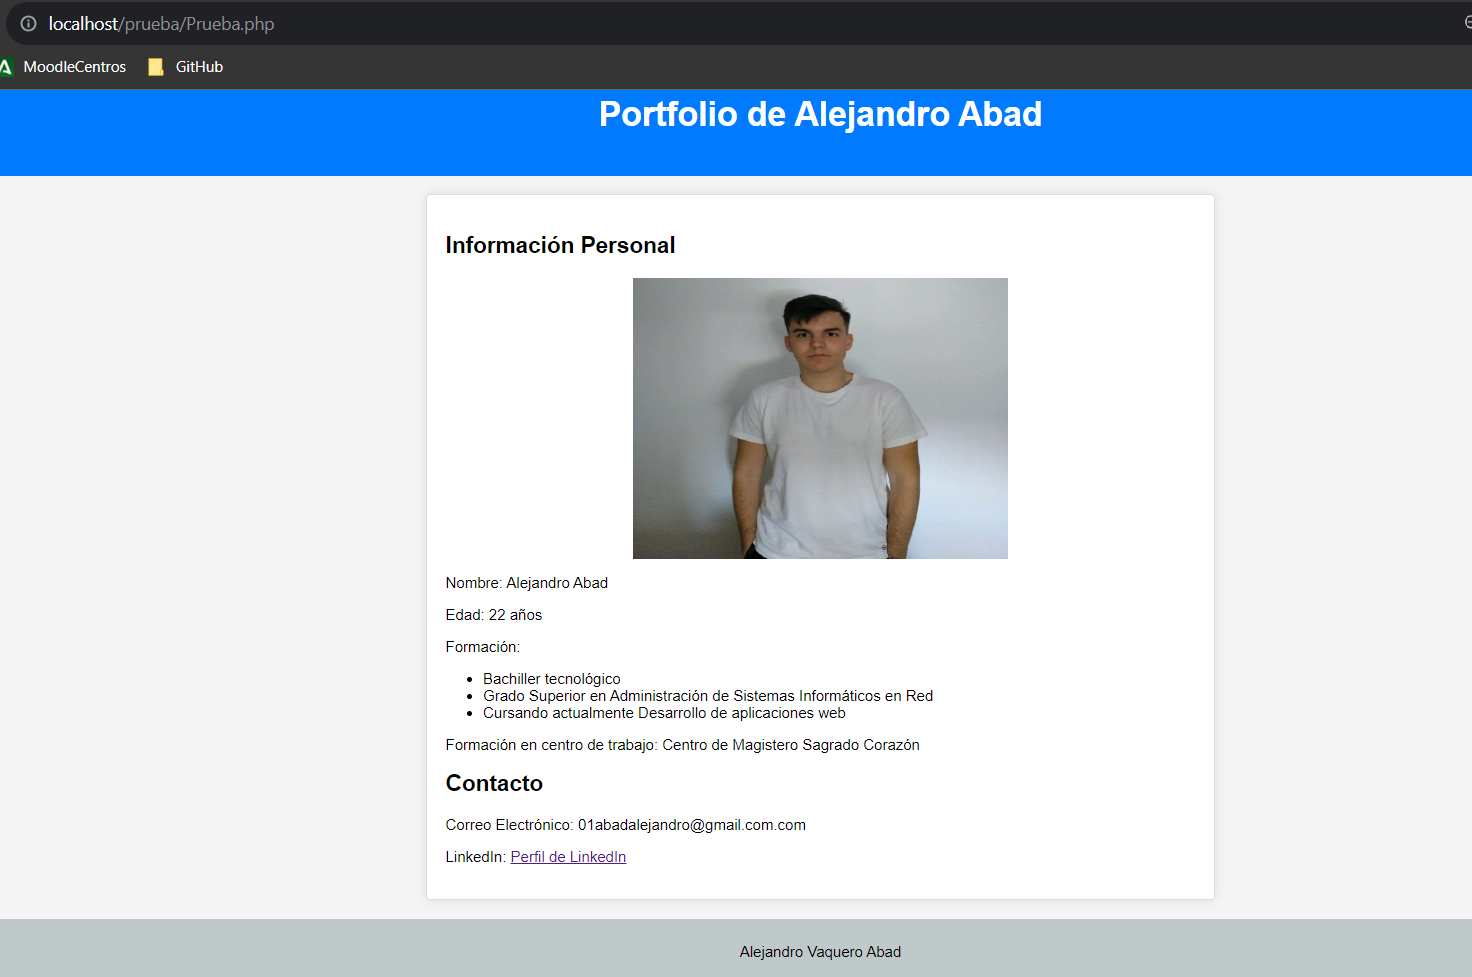 localhost/prueba/Prueba.php
MoodleCentros GitHub
Portfolio de Alejandro Abad
Información Personal
Nombre: Alejandro Abad
Edad: 22 años
Formación:
Bachiller tecnológico
Grado Superior en Administración de Sistemas Informáticos en Red
Cursando actualmente Desarrollo de aplicaciones web
Formación en centro de trabajo: Centro de Magistero Sagrado Corazón
Contacto
Correo Electrónico: 01abadalejandro@gmail.com.com
LinkedIn: Perfil de LinkedIn
Alejandro Vaquero Abad